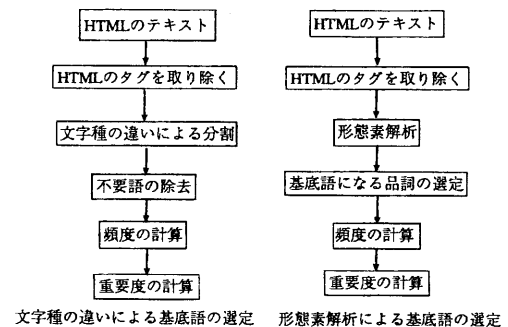 HTMLのテキスト
HTMLのタグを取り除く
文字種の違いによる分割
不要語の除去
頻度の計算
重要度の計算
文字種の違いによる基底語の選定
HTMLのテキスト
HTMLのタグを取り除く
形態素解析
基底語になる品詞の選定
頻度の計算
重要度の計算
形態素解析による基底語の選定